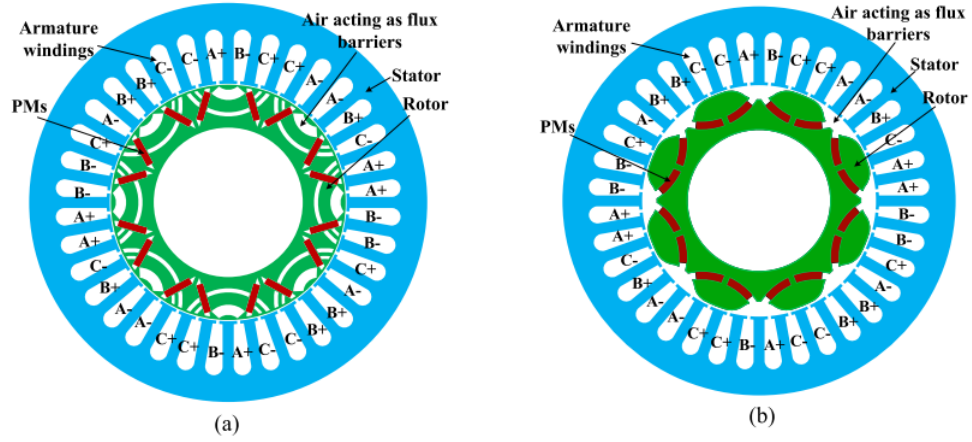 Armature
windings
Air acting as flux
barriers
Stator
Rotor
PMs
A+
B-
C+
C+
A-
A-
B+
C-
A+
A+
B-
B-
C+
A-
B+
B+
C-
C-
A+
B-
C+
C+
A-
A-
B+
C-
A+
A+
B-
B-
C+
A-
B+
B+
C-
C-
(a)
Armature
windings
Air acting as flux
barriers
Stator
Rotor
PMs
A+
B-
C+
C+
A-
A-
B+
C-
A+
A+
B-
B-
C+
A-
B+
B+
C-
C-
A+
B-
C+
C+
A-
A-
B+
C-
A+
A+
B-
B-
C+
A-
B+
B+
C-
C-
(b)